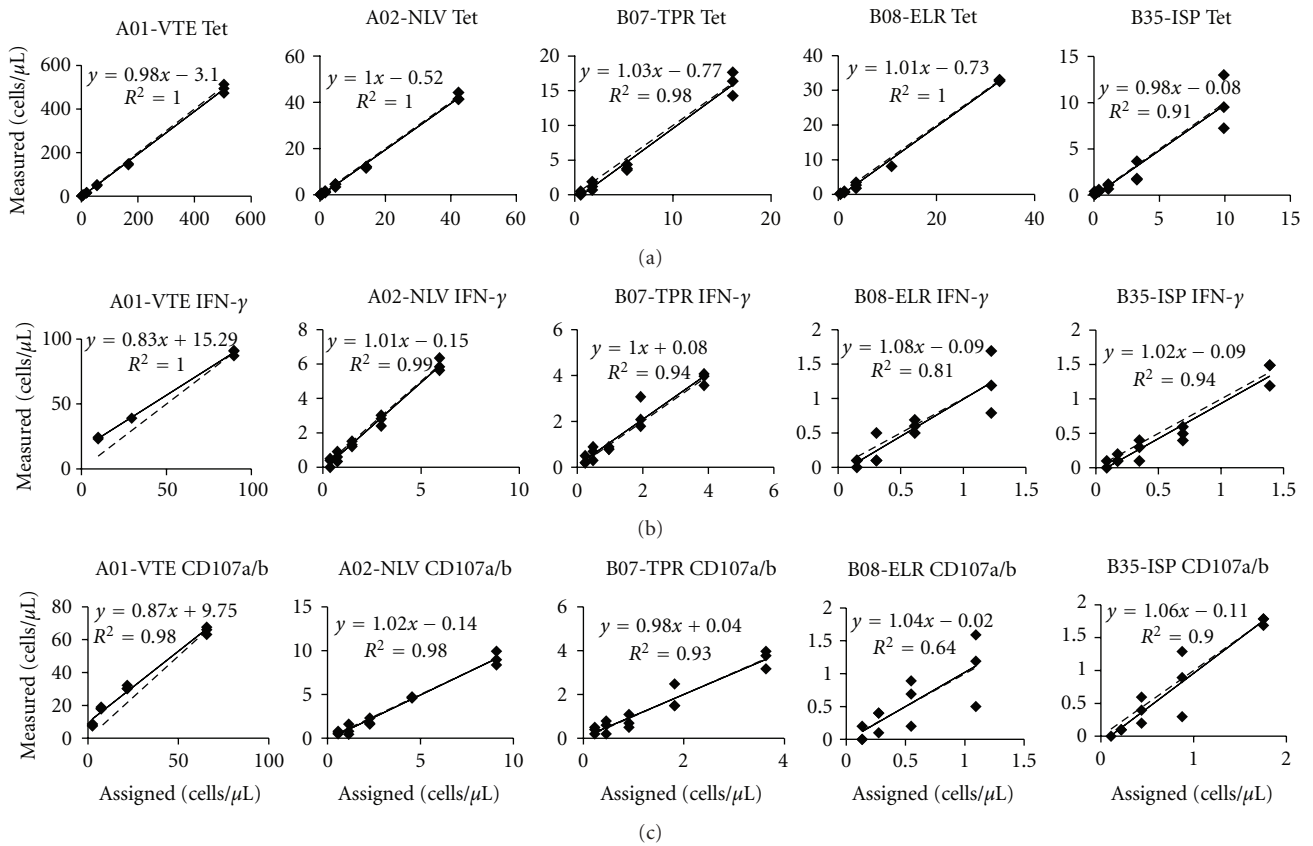 A01-VTE Tet
A02-NLV Tet
B07-TPR Tet
B08-ELR Tet
B35-ISP Tet
Measured (cells/μL)
600
400
200
0
0 200 400 600
y = 0.98x − 3.1
R² = 1
60
40
20
0
0 20 40 60
y = 1x − 0.52
R² = 1
20
15
10
5
0
0 10 20
y = 1.03x − 0.77
R² = 0.98
40
30
20
10
0
0 20 40
y = 1.01x − 0.73
R² = 1
15
10
5
0
0 5 10 15
y = 0.98x − 0.08
R² = 0.91
(a)
A01-VTE IFN-γ
A02-NLV IFN-γ
B07-TPR IFN-γ
B08-ELR IFN-γ
B35-ISP IFN-γ
Measured (cells/μL)
100
50
0
0 50 100
y = 0.83x + 15.29
R² = 1
8
6
4
2
0
0 5 10
y = 1.01x − 0.15
R² = 0.99
6
4
2
0
0 2 4 6
y = 1x + 0.08
R² = 0.94
2
1.5
1
0.5
0
0 0.5 1 1.5
y = 1.08x − 0.09
R² = 0.81
2
1.5
1
0.5
0
0 0.5 1 1.5
y = 1.02x − 0.09
R² = 0.94
(b)
A01-VTE CD107a/b
A02-NLV CD107a/b
B07-TPR CD107a/b
B08-ELR CD107a/b
B35-ISP CD107a/b
Measured (cells/μL)
80
60
40
20
0
0 50 100
y = 0.87x + 9.75
R² = 0.98
Assigned (cells/μL)
15
10
5
0
0 5 10
y = 1.02x − 0.14
R² = 0.98
Assigned (cells/μL)
6
4
2
0
0 2 4
y = 0.98x + 0.04
R² = 0.93
Assigned (cells/μL)
2
1.5
1
0.5
0
0 0.5 1 1.5
y = 1.04x − 0.02
R² = 0.64
Assigned (cells/μL)
2
1.5
1
0.5
0
0 1 2
y = 1.06x − 0.11
R² = 0.9
Assigned (cells/μL)
(c)